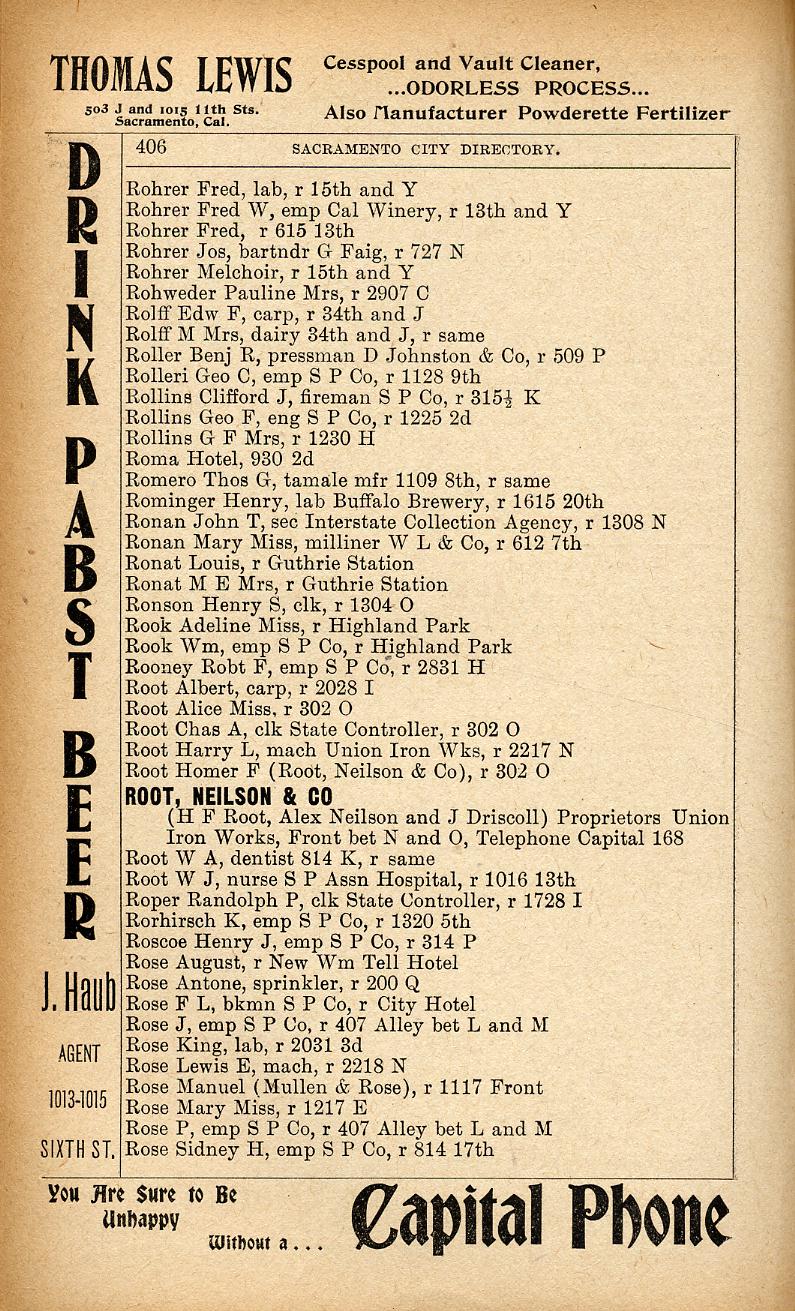 THOMAS LEWIS
503 J and 1015 11th Sts.
Sacramento, Cal.
Cesspool and Vault Cleaner,
...ODORLESS PROCESS...
Also Manufacturer Powderette Fertilizer
406 SACRAMENTO CITY DIRECTORY.
Rohrer Fred, lab, r 15th and Y
Rohrer Fred W, emp Cal Winery, r 13th and Y
Rohrer Fred, r 615 13th
Rohrer Jos, bartndr G Faig, r 727 N
Rohrer Melchoir, r 15th and Y
Rohweder Pauline Mrs, r 2907 C
Rolff Edw F, carp, r 34th and J
Rolff M Mrs, dairy 34th and J, r same
Roller Benj R, pressman D Johnston & Co, r 509 P
Rolleri Geo C, emp S P Co, r 1128 9th
Rollins Clifford J, fireman S P Co, r 315½ K
Rollins Geo F, eng S P Co, r 1225 2d
Rollins G F Mrs, r 1230 H
Roma Hotel, 930 2d
Romero Thos G, tamale mfr 1109 8th, r same
Rominger Henry, lab Buffalo Brewery, r 1615 20th
Ronan John T, sec Interstate Collection Agency, r 1308 N
Ronan Mary Miss, milliner W L & Co, r 612 7th
Ronat Louis, r Guthrie Station
Ronat M E Mrs, r Guthrie Station
Ronson Henry S, clk, r 1304 O
Rook Adeline Miss, r Highland Park
Rook Wm, emp S P Co, r Highland Park
Rooney Robt F, emp S P Co, r 2831 H
Root Albert, carp, r 2028 I
Root Alice Miss, r 302 O
Root Chas A, clk State Controller, r 302 O
Root Harry L, mach Union Iron Wks, r 2217 N
Root Homer F (Root, Neilson & Co), r 302 O
ROOT, NEILSON & CO
(H F Root, Alex Neilson and J Driscoll) Proprietors Union
Iron Works, Front bet N and O, Telephone Capital 168
Root W A, dentist 814 K, r same
Root W J, nurse S P Assn Hospital, r 1016 13th
Roper Randolph P, clk State Controller, r 1728 I
Rorhirsch K, emp S P Co, r 1320 5th
Roscoe Henry J, emp S P Co, r 314 P
Rose August, r New Wm Tell Hotel
Rose Antone, sprinkler, r 200 Q
Rose F L, bkmn S P Co, r City Hotel
Rose J, emp S P Co, r 407 Alley bet L and M
Rose King, lab, r 2031 3d
Rose Lewis E, mach, r 2218 N
Rose Manuel (Mullen & Rose), r 1117 Front
Rose Mary Miss, r 1217 E
Rose P, emp S P Co, r 407 Alley bet L and M
Rose Sidney H, emp S P Co, r 814 17th
DRINK PABST BEER
J. Haub
AGENT
1013-1015
SIXTH ST.
You Are Sure to Be
Unhappy
Without a...
Capital Phone